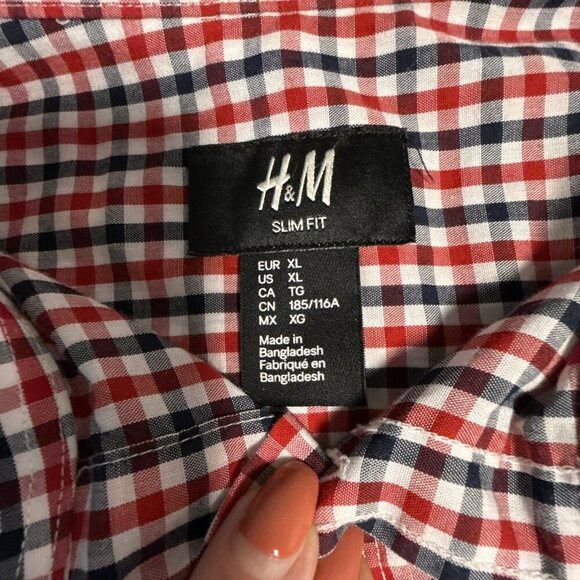 H&M
SLIM FIT
EUR XL
US XL
CA TG
CN 185/116A
MX XG
Made in
Bangladesh
Fabriqué en
Bangladesh